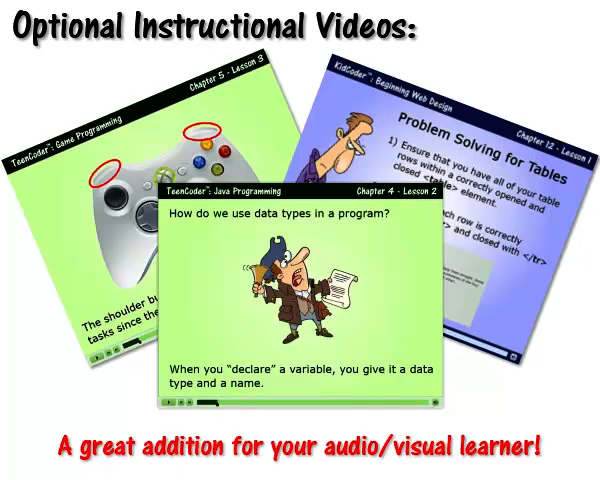 Optional Instructional Videos:
TeenCoder™: Game Programming Chapter 5 - Lesson 3
The shoulder bu
tasks since the
KidCoder™: Beginning Web Design Chapter 12 - Lesson 1
Problem Solving for Tables
1) Ensure that you have all of your table
rows within a correctly opened and
closed <table> element.
ch row is correctly
> and closed with </tr>
TeenCoder™: Java Programming Chapter 4 - Lesson 2
How do we use data types in a program?
When you “declare” a variable, you give it a data
type and a name.
A great addition for your audio/visual learner!